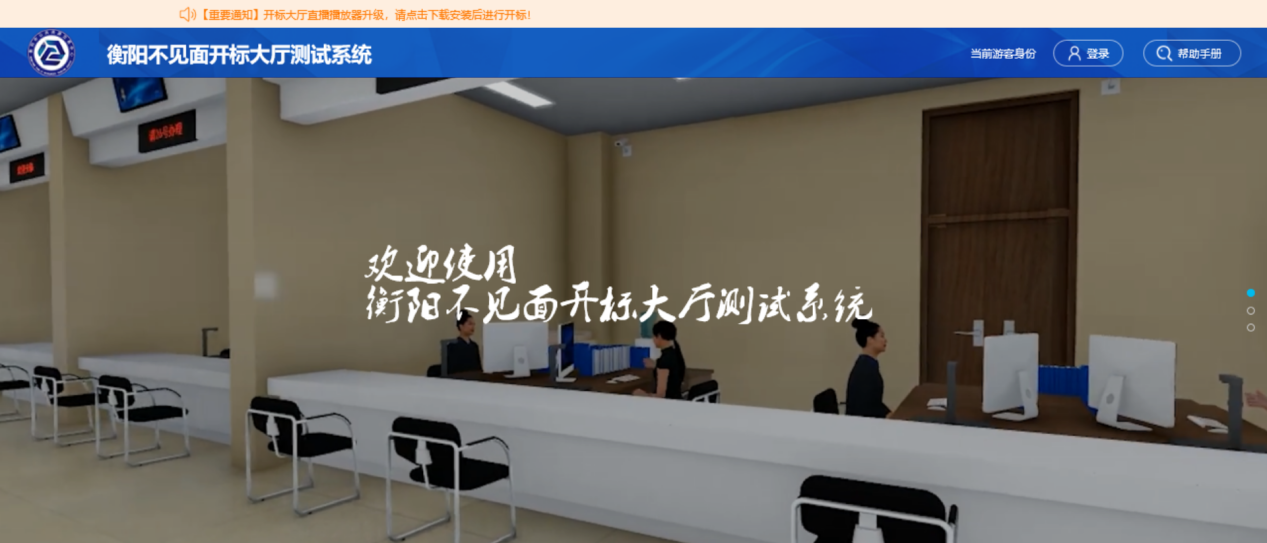 【重要通知】开标大厅直播播放器升级，请点击下载安装后进行开标！
衡阳不见面开标大厅测试系统
当前游客身份
登录
帮助手册
欢迎使用
衡阳不见面开标大厅测试系统